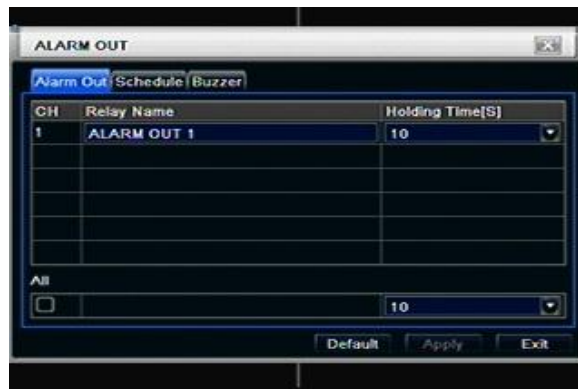 ALARM OUT
Alarm Out Schedule Buzzer
CH Relay Name Holding Time[S]
1 ALARM OUT 1 10
All
10
Default Apply Exit